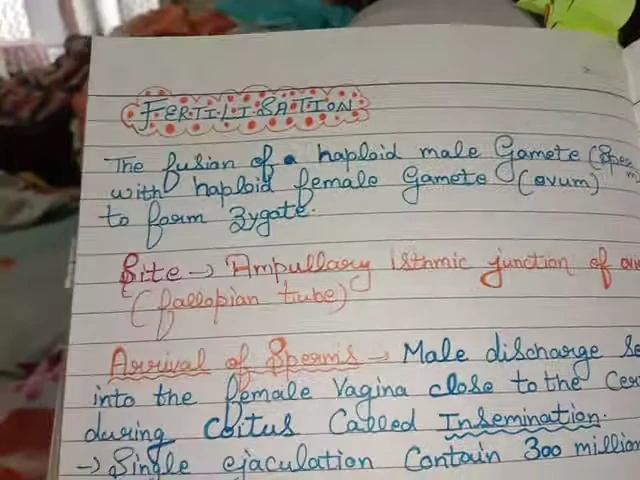 FERTILISATION
The fusion of a haploid male Gamete (Sperm)
with haploid female Gamete (ovum)
to form Zygote.
Site → Ampullary Isthmic junction of
(fallopian tube)
Arrival of Sperms → Male discharge
into the female Vagina close to the
during Coitus Called Insemination.
→ Single ejaculation Contain 300 million